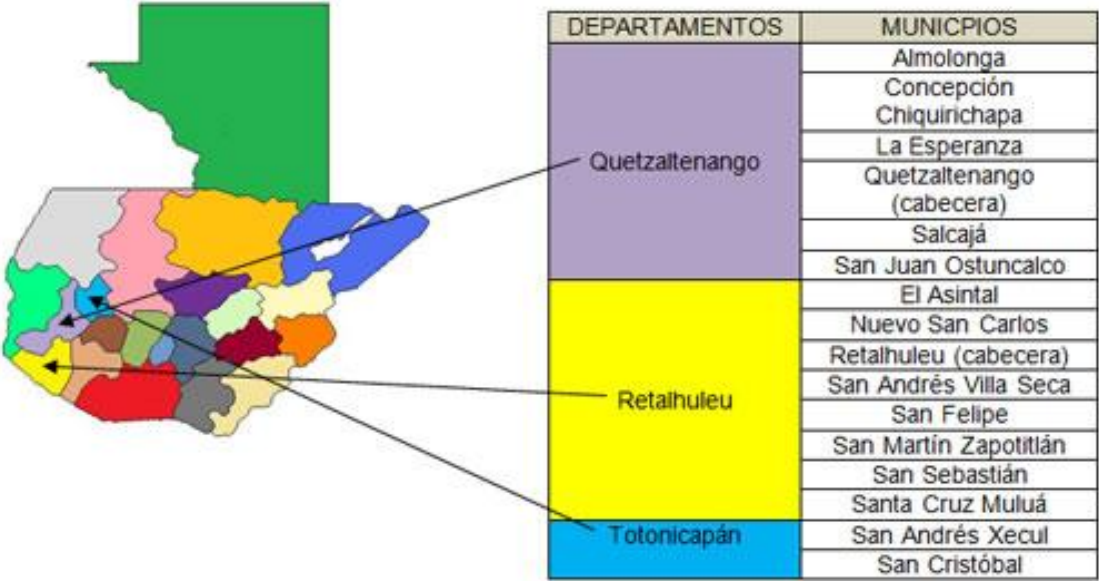 DEPARTAMENTOS MUNICPIOS
Quetzaltenango
Almolonga
Concepción
Chiquirichapa
La Esperanza
Quetzaltenango
(cabecera)
Salcajá
San Juan Ostuncalco
Retalhuleu
El Asintal
Nuevo San Carlos
Retalhuleu (cabecera)
San Andrés Villa Seca
San Felipe
San Martín Zapotitlán
San Sebastián
Santa Cruz Muluá
Totonicapán
San Andrés Xecul
San Cristóbal